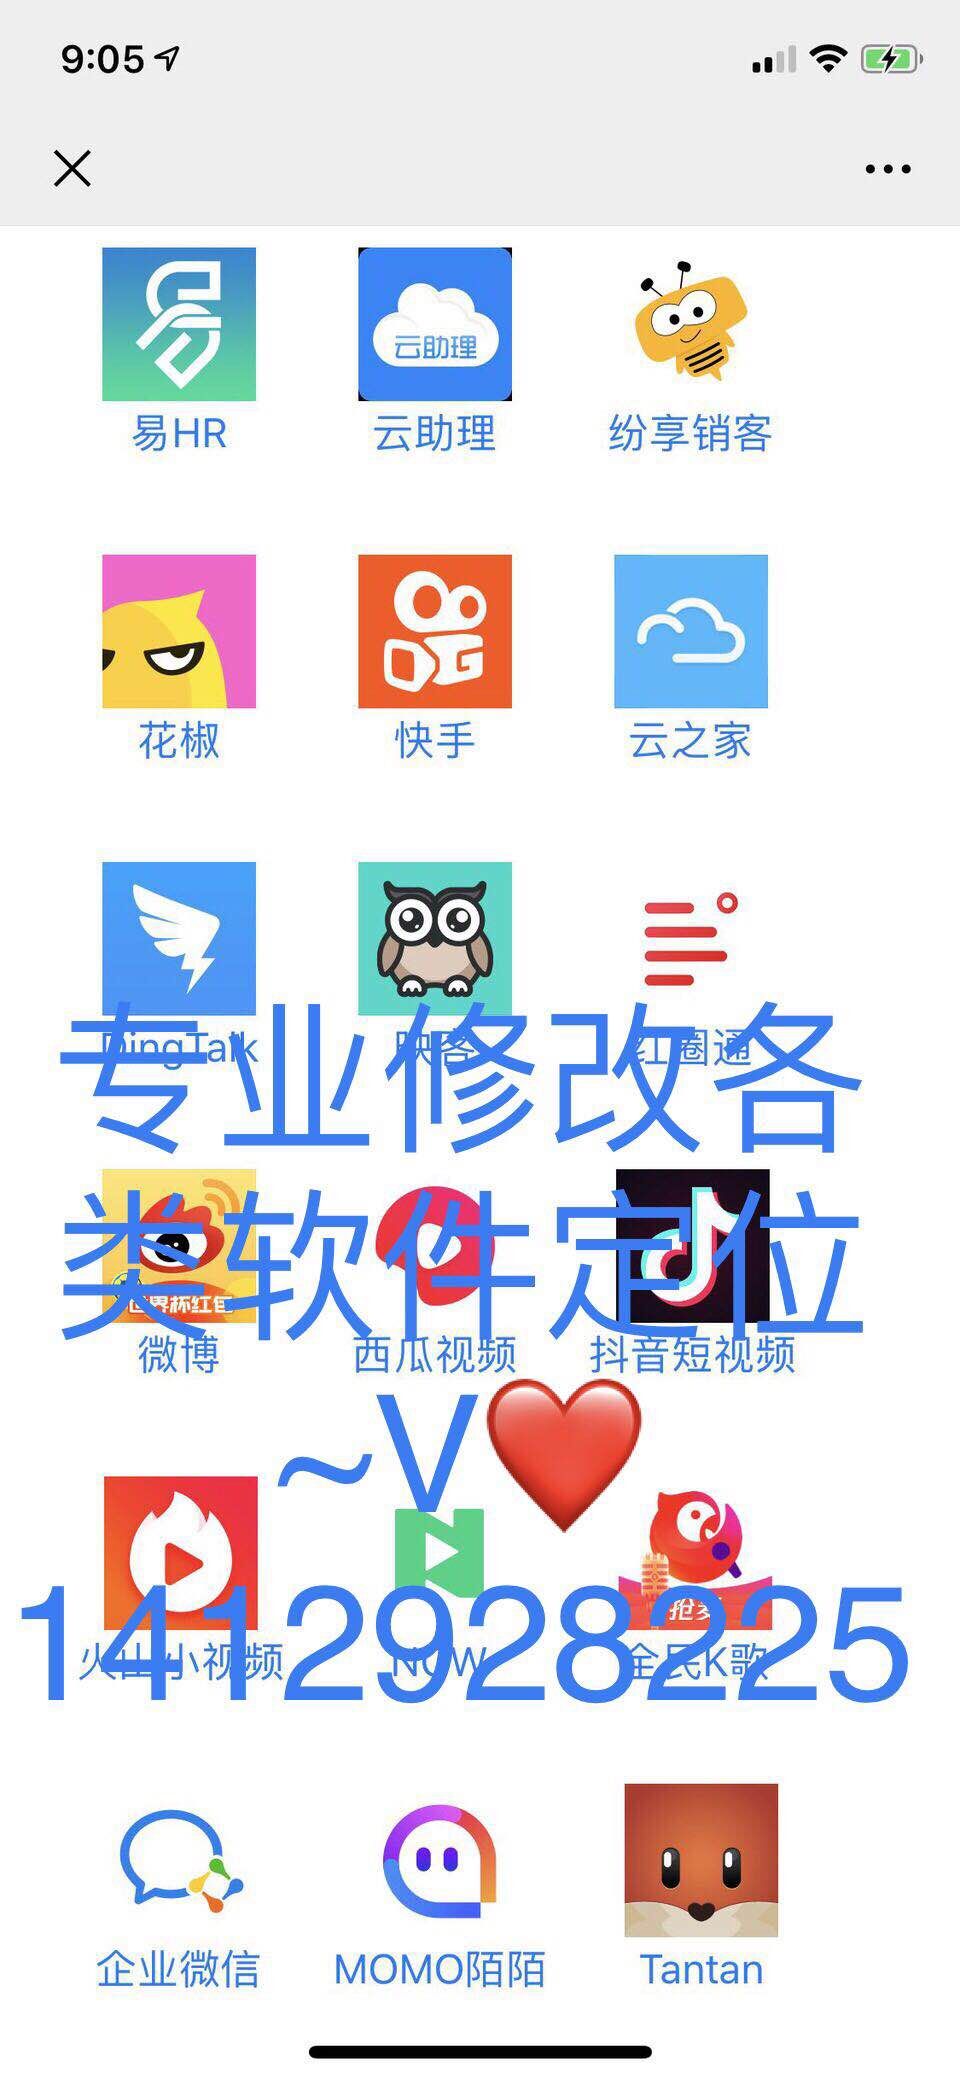 9:05
云助理
易HR 云助理 纷享销客
花椒 快手 云之家
DingTalk 映客 红圈通
专业修改各
类软件定位
世界杯红包
微博 西瓜视频 抖音短视频
~V❤️
抢麦
1412928225
火山小视频 NOW 全民K歌
企业微信 MOMO陌陌 Tantan